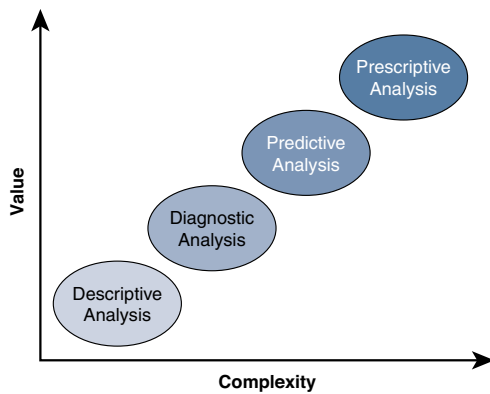 Prescriptive
Analysis
Predictive
Analysis
Diagnostic
Analysis
Descriptive
Analysis
Value
Complexity